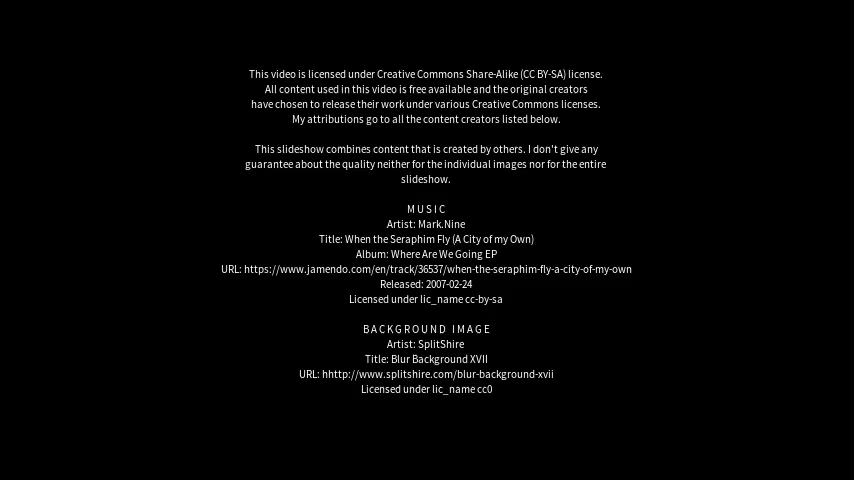 This video is licensed under Creative Commons Share-Alike (CC BY-SA) license.
All content used in this video is free available and the original creators
have chosen to release their work under various Creative Commons licenses.
My attributions go to all the content creators listed below.
This slideshow combines content that is created by others. I don't give any
guarantee about the quality neither for the individual images nor for the entire
slideshow.
MUSIC
Artist: Mark.Nine
Title: When the Seraphim Fly (A City of my Own)
Album: Where Are We Going EP
URL: https://www.jamendo.com/en/track/36537/when-the-seraphim-fly-a-city-of-my-own
Released: 2007-02-24
Licensed under lic_name cc-by-sa
BACKGROUND IMAGE
Artist: SplitShire
Title: Blur Background XVII
URL: hhttp://www.splitshire.com/blur-background-xvii
Licensed under lic_name cc0